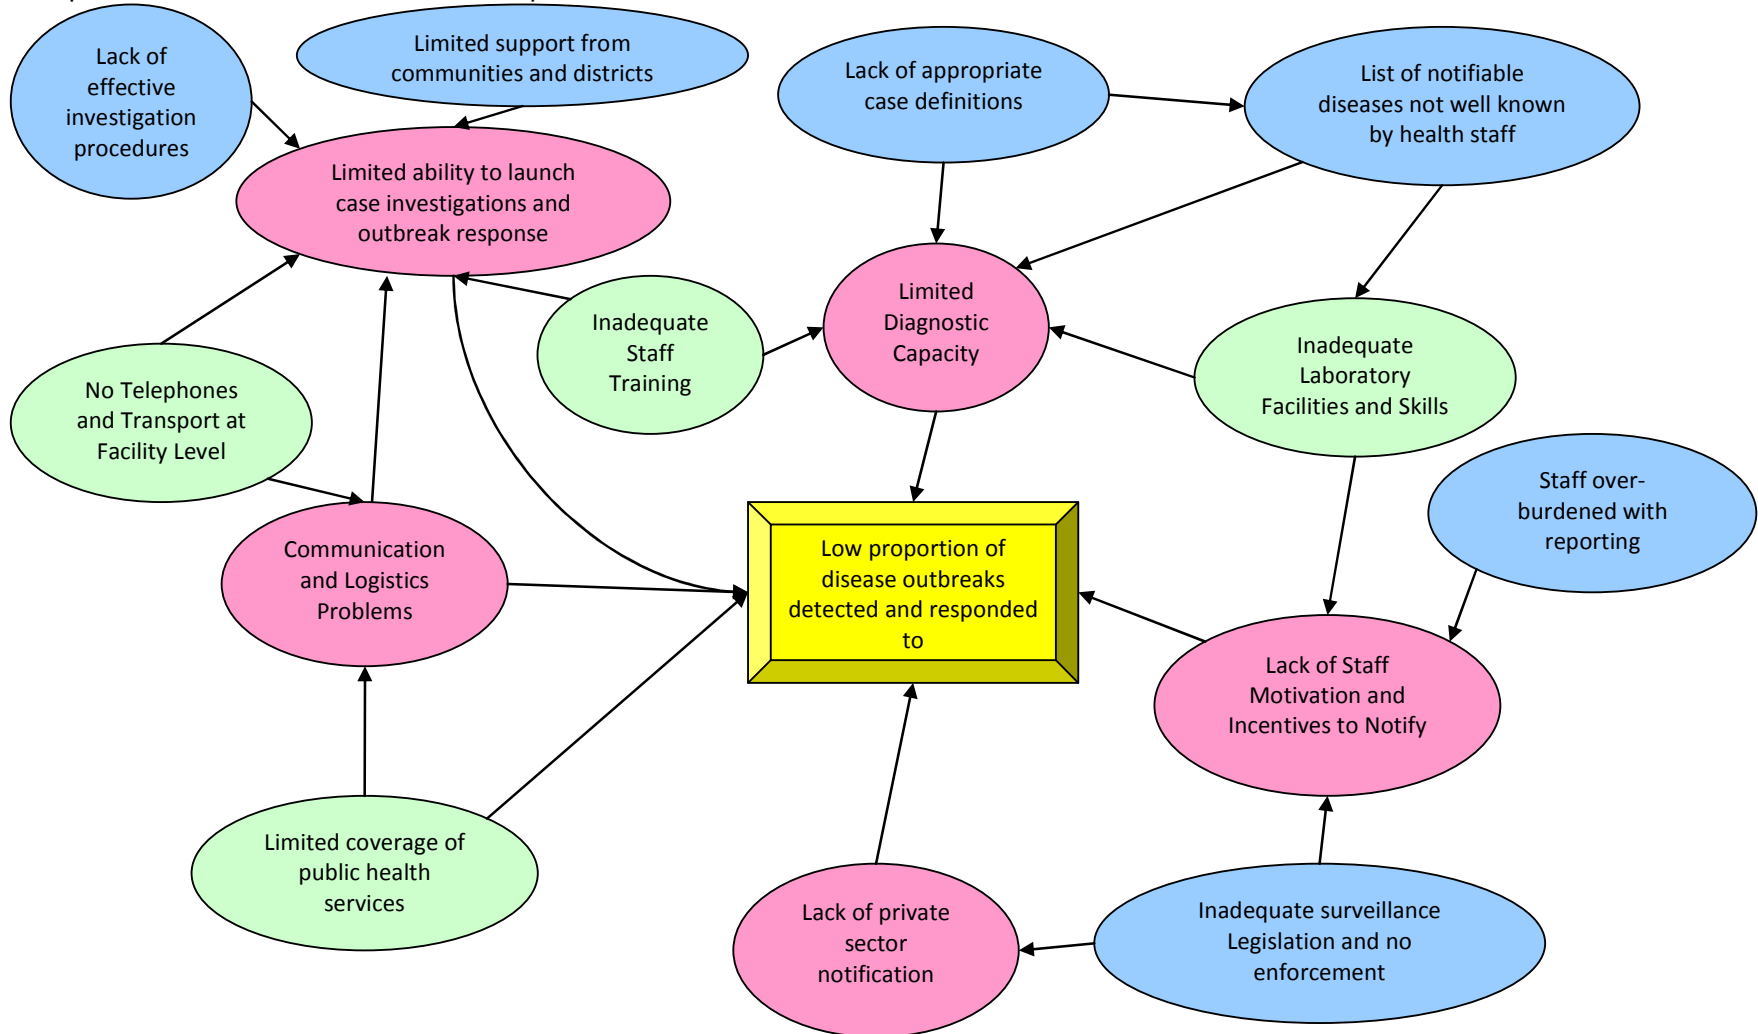 Lack of
effective
investigation
procedures
Limited support from
communities and districts
Lack of appropriate
case definitions
List of notifiable
diseases not well known
by health staff
Limited ability to launch
case investigations and
outbreak response
Inadequate
Staff
Training
Limited
Diagnostic
Capacity
Inadequate
Laboratory
Facilities and Skills
No Telephones
and Transport at
Facility Level
Staff over-
burdened with
reporting
Communication
and Logistics
Problems
Low proportion of
disease outbreaks
detected and responded
to
Lack of Staff
Motivation and
Incentives to Notify
Limited coverage of
public health
services
Lack of private
sector
notification
Inadequate surveillance
Legislation and no
enforcement